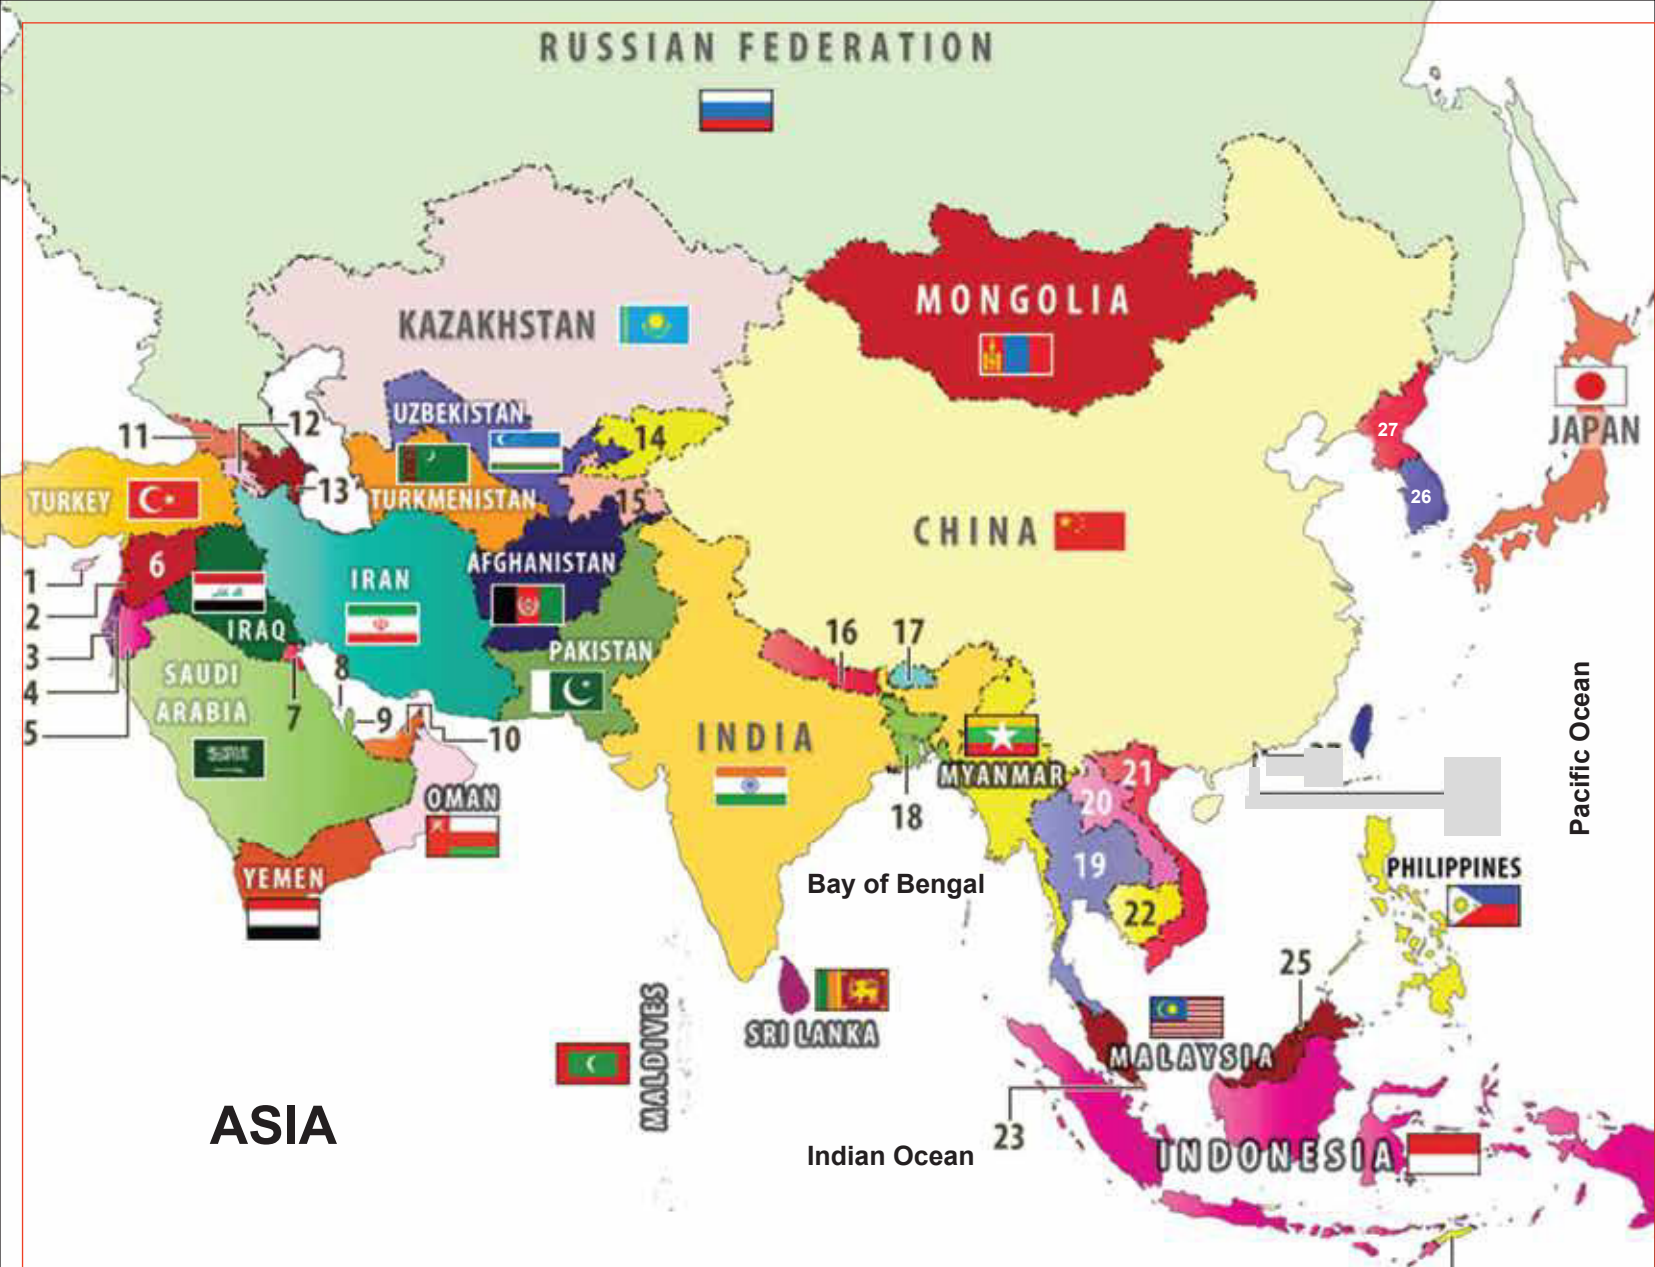 RUSSIAN FEDERATION
MONGOLIA
KAZAKHSTAN
UZBEKISTAN
12
11
14
27
JAPAN
13
TURKMENISTAN
15
26
TURKEY
CHINA
AFGHANISTAN
6
IRAN
1
2
IRAQ
16
17
3
PAKISTAN
SAUDI
ARABIA
8
4
7
9
10
5
INDIA
Pacific Ocean
MYANMAR
21
20
OMAN
18
19
PHILIPPINES
YEMEN
Bay of Bengal
22
25
MALDIVES
SRI LANKA
MALAYSIA
ASIA
23
Indian Ocean
INDONESIA